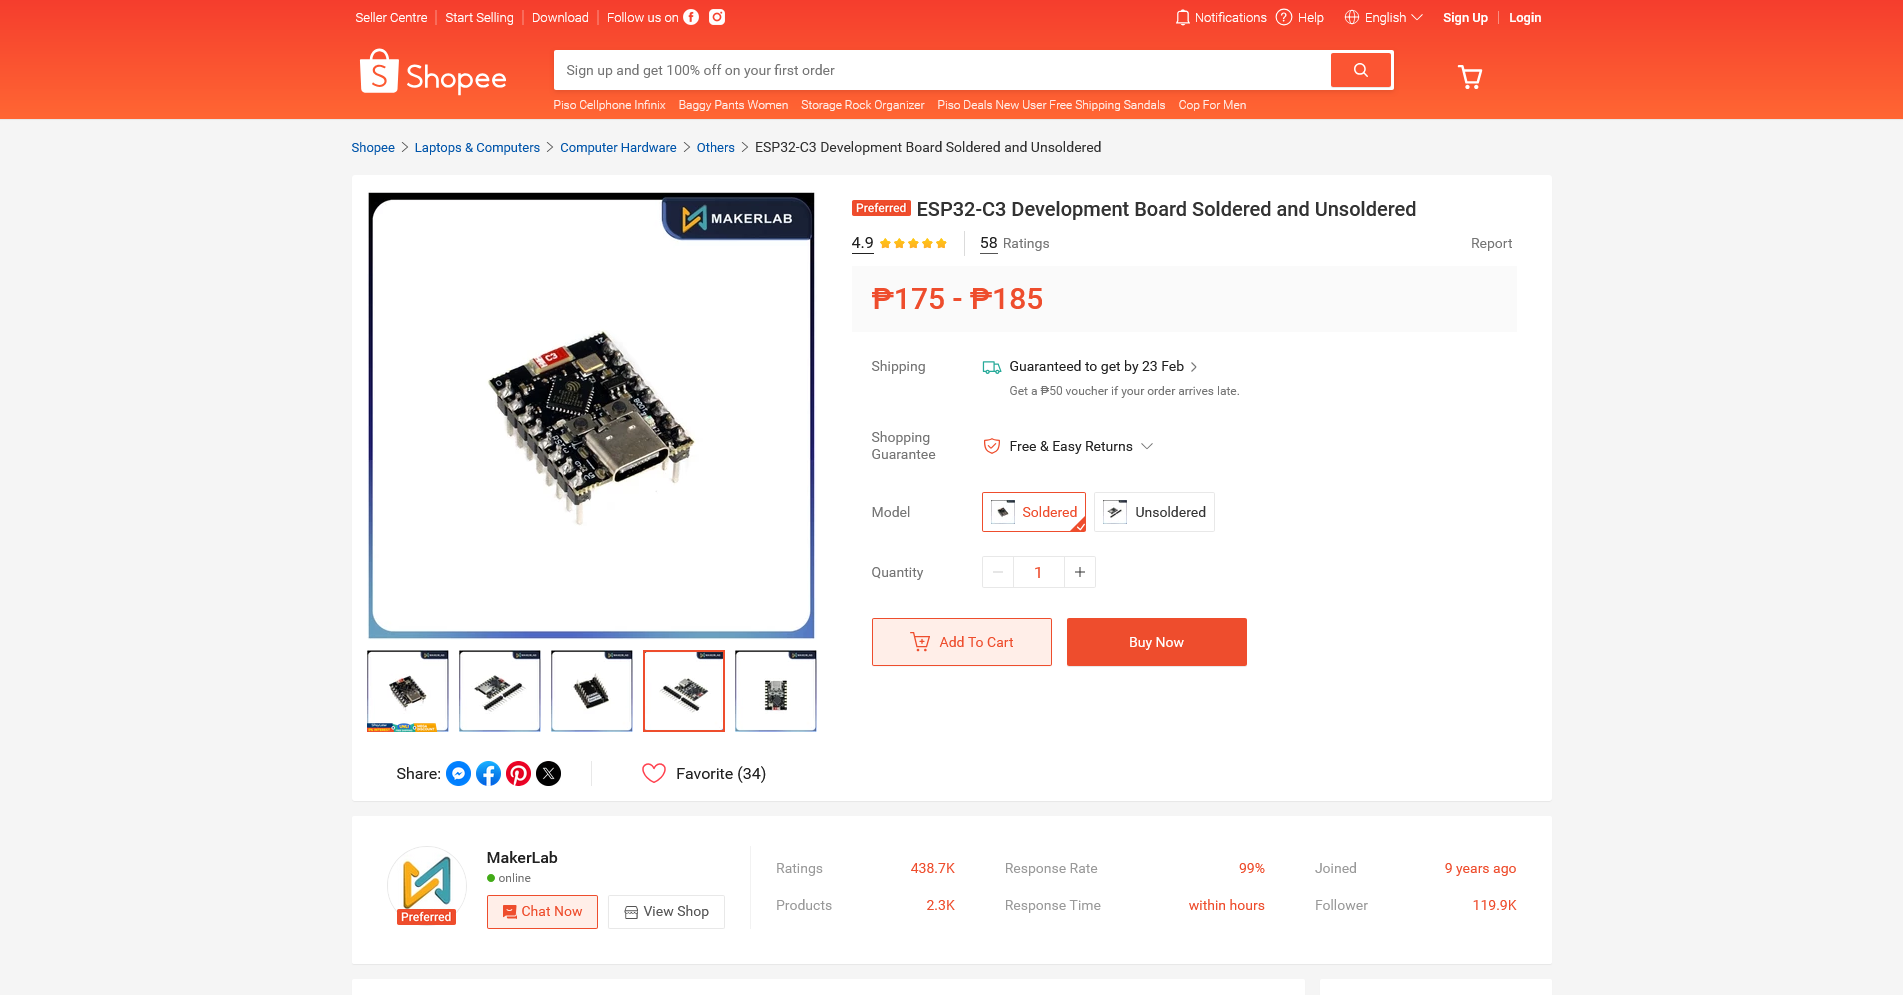 Seller Centre
Start Selling
Download
Follow us on
Notifications
Help
English
Sign Up
Login
Shopee
Sign up and get 100% off on your first order
Piso Cellphone Infinix
Baggy Pants Women
Storage Rock Organizer
Piso Deals New User Free Shipping Sandals
Cop For Men
Shopee > Laptops & Computers > Computer Hardware > Others > ESP32-C3 Development Board Soldered and Unsoldered
MAKERLAB
C3
Preferred ESP32-C3 Development Board Soldered and Unsoldered
4.9
58 Ratings
Report
₱175 - ₱185
Shipping
Guaranteed to get by 23 Feb
Get a ₱50 voucher if your order arrives late.
Shopping Guarantee
Free & Easy Returns
Model
Soldered
Unsoldered
Quantity
1
Add To Cart
Buy Now
Share:
Favorite (34)
MakerLab
online
Preferred
Chat Now
View Shop
Ratings 438.7K
Response Rate 99%
Joined 9 years ago
Products 2.3K
Response Time within hours
Follower 119.9K